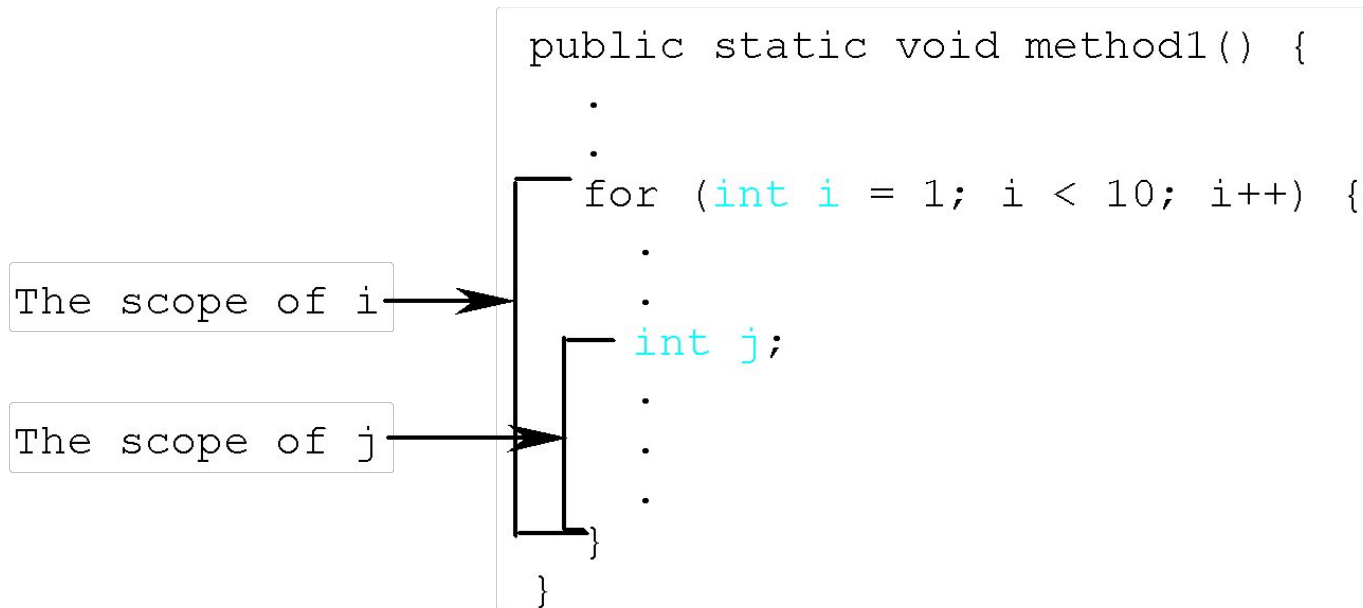 public static void method1() {
.
.
for (int i = 1; i < 10; i++) {
.
.
The scope of i
int j;
.
The scope of j
.
.
}
}